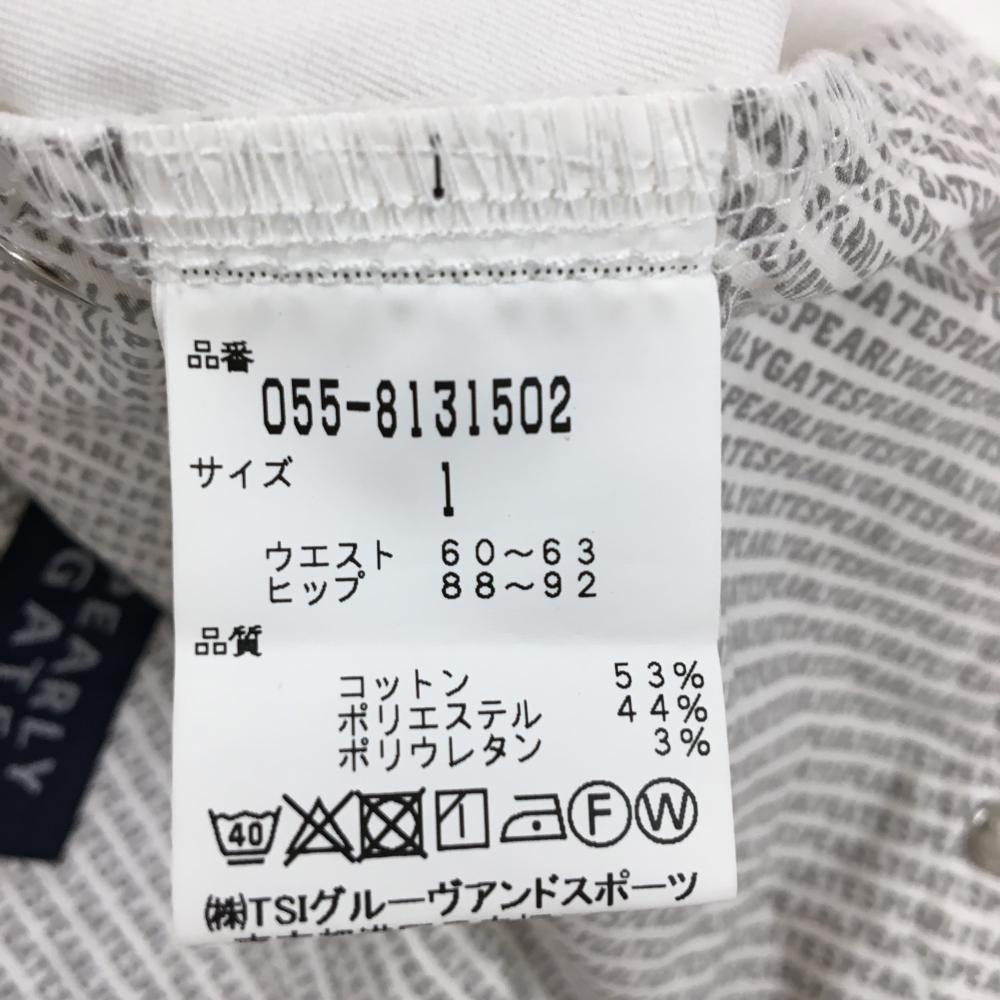 品番
055-8131502
サイズ 1
ウエスト 60～63
ヒップ 88～92
品質
コットン 53%
ポリエステル 44%
ポリウレタン 3%
40 F W
(株)TSIグルーヴアンドスポーツ
PEARLY
GATES
GATESPEARLY
PEARLYGATES